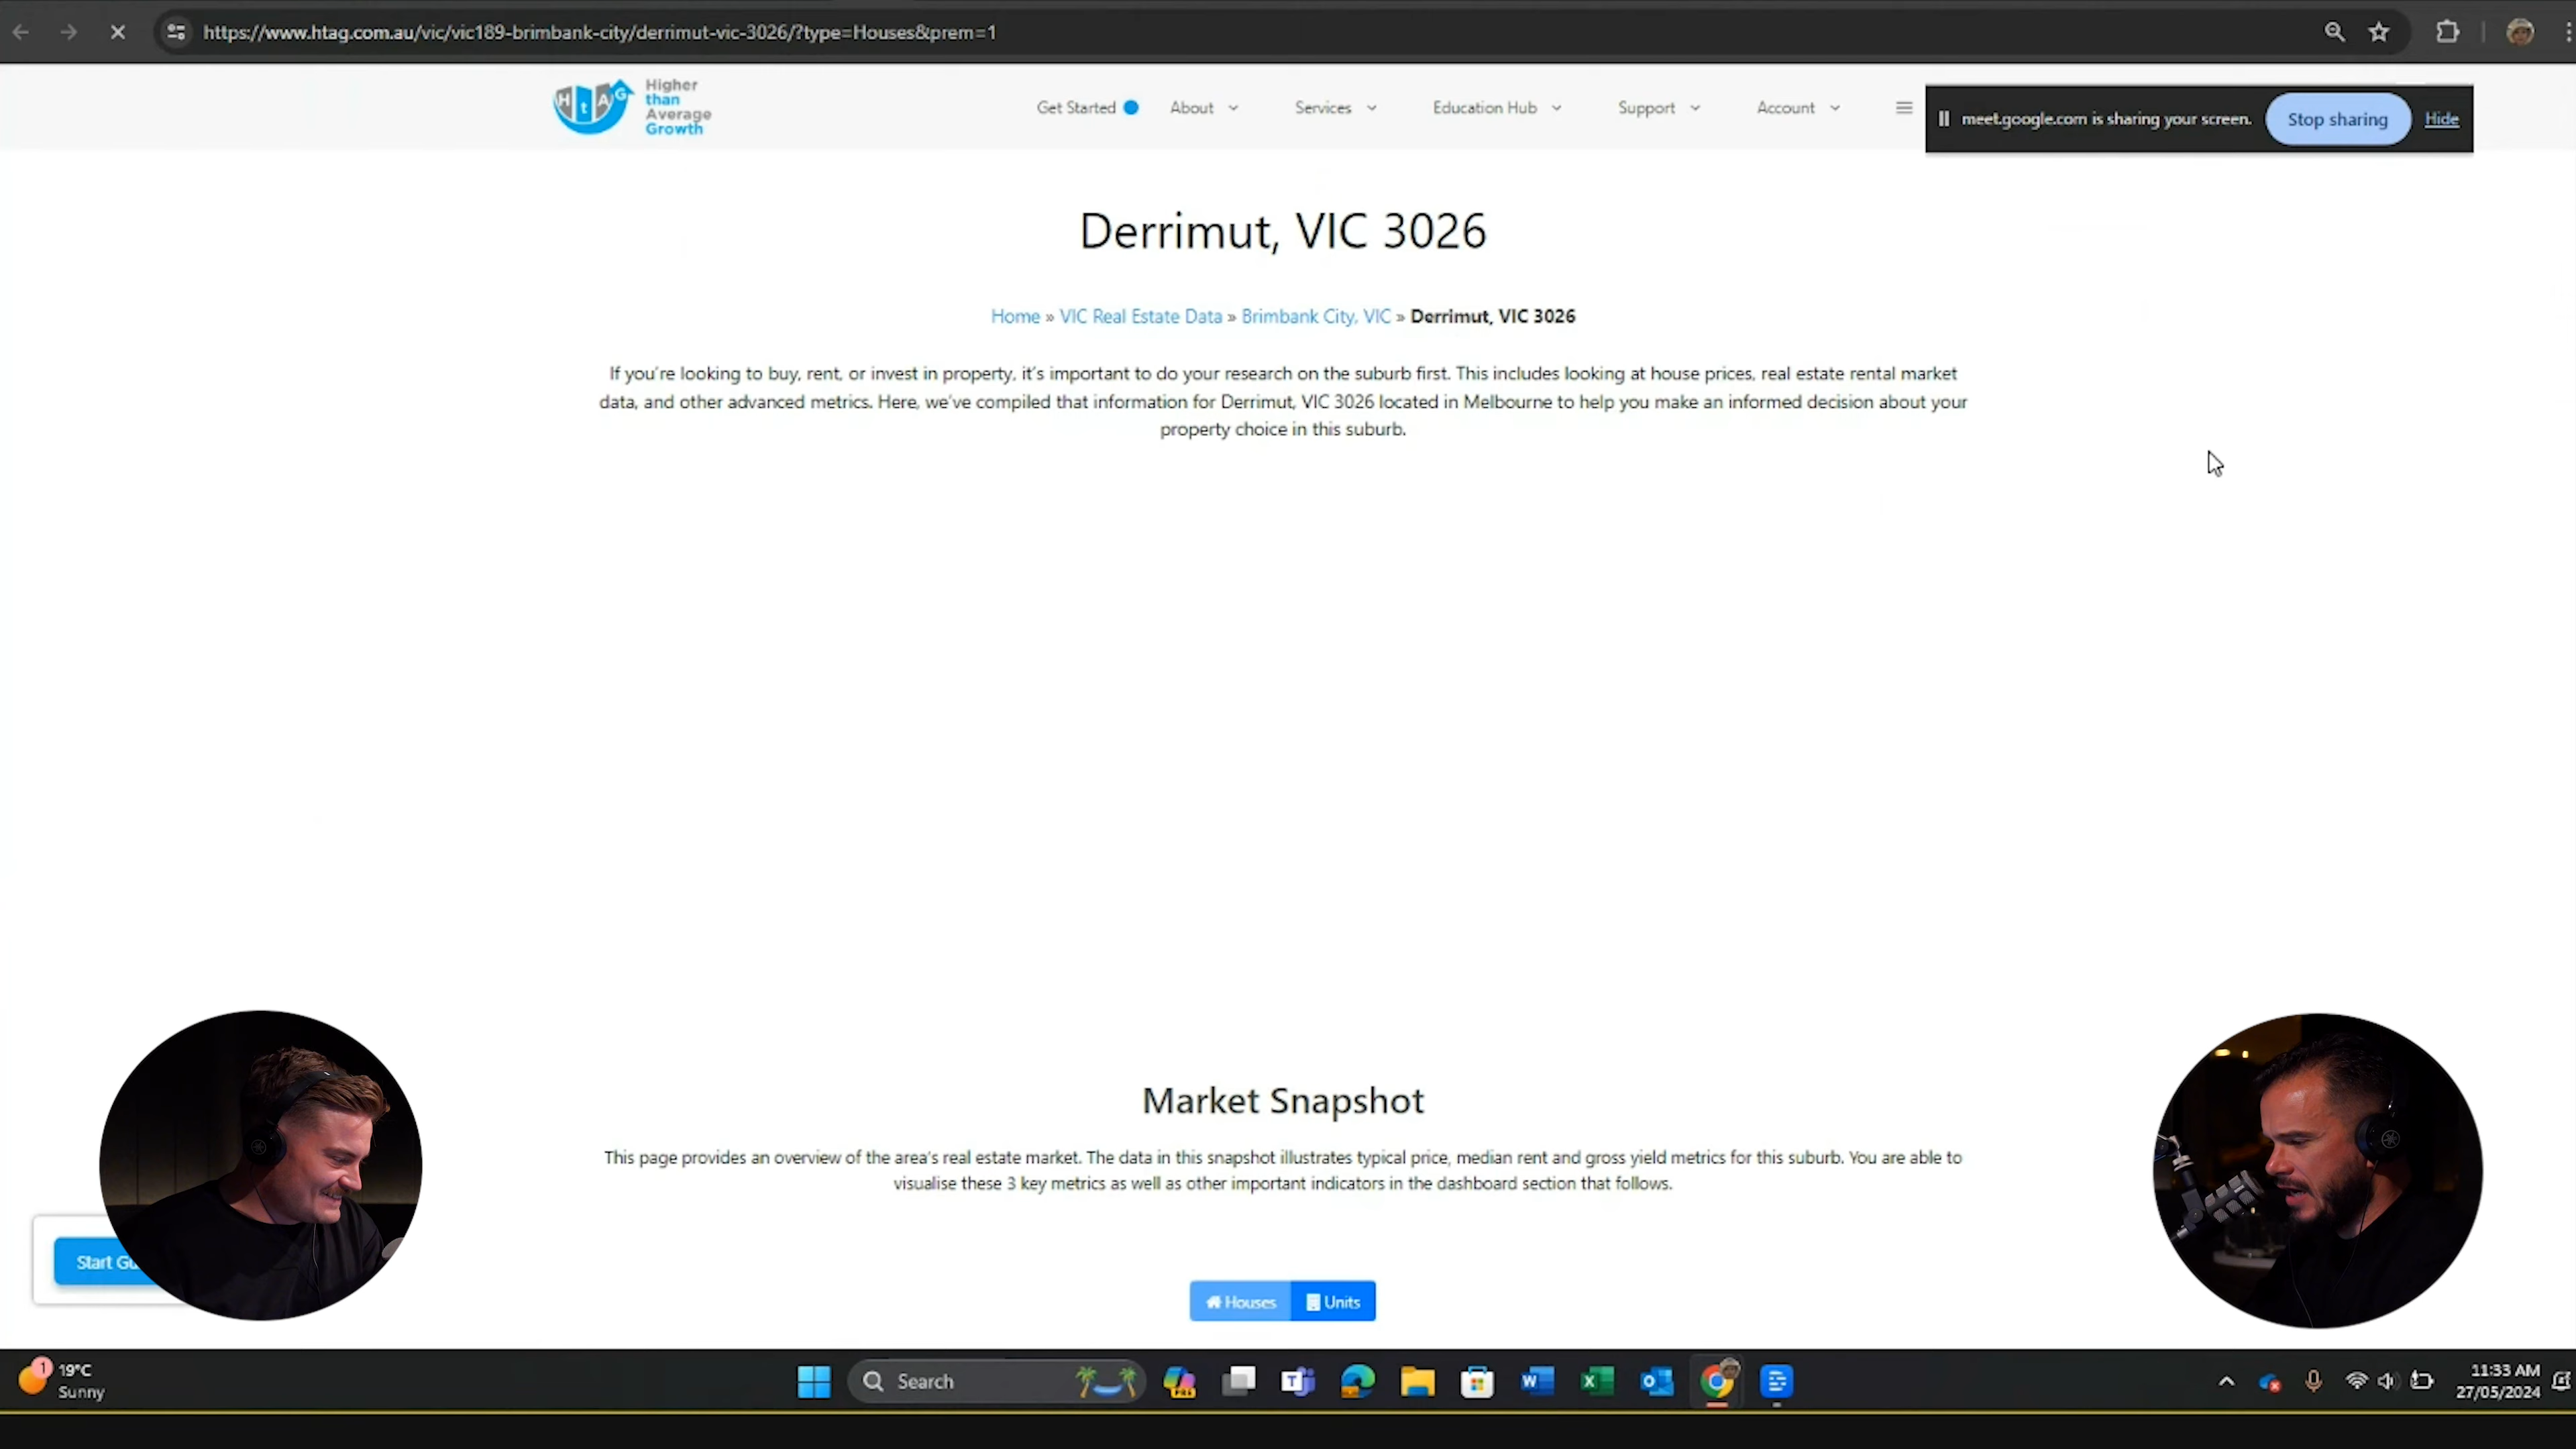 https://www.htag.com.au/vic/vic189-brimbank-city/derrimut-vic-3026/?type=Houses&prem=1
HtAG
Higher
than
Average
Growth
Get Started
About
Services
Education Hub
Support
Account
meet.google.com is sharing your screen.
Stop sharing
Hide
Derrimut, VIC 3026
Home » VIC Real Estate Data » Brimbank City, VIC » Derrimut, VIC 3026
If you're looking to buy, rent, or invest in property, it's important to do your research on the suburb first. This includes looking at house prices, real estate rental market
data, and other advanced metrics. Here, we've compiled that information for Derrimut, VIC 3026 located in Melbourne to help you make an informed decision about your
property choice in this suburb.
Market Snapshot
This page provides an overview of the area's real estate market. The data in this snapshot illustrates typical price, median rent and gross yield metrics for this suburb. You are able to
visualise these 3 key metrics as well as other important indicators in the dashboard section that follows.
Start
Houses
Units
1
19°C
Sunny
Search
PRE
11:33 AM
27/05/2024